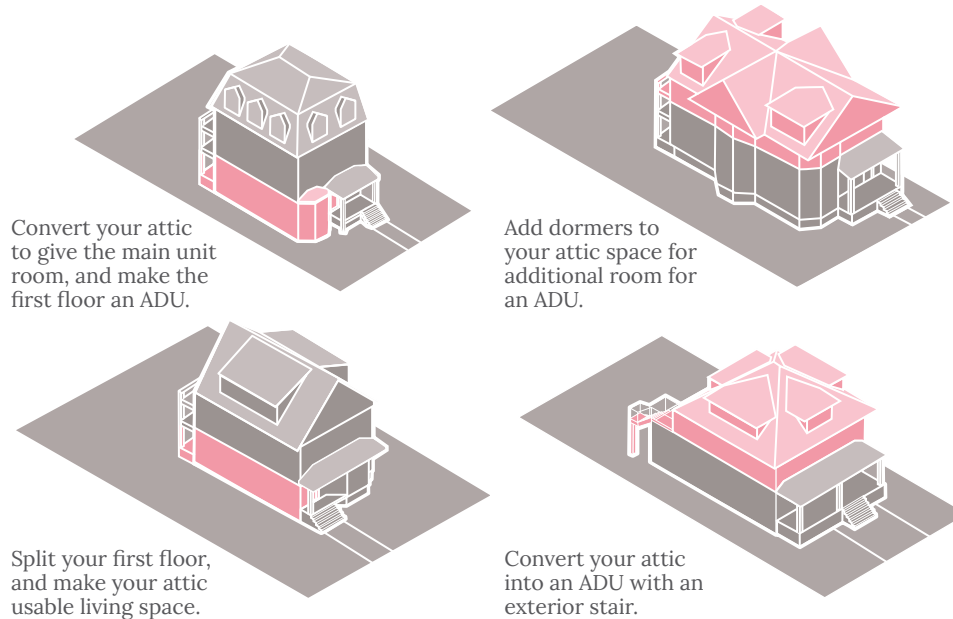 Convert your attic
to give the main unit
room, and make the
first floor an ADU.
Add dormers to
your attic space for
additional room for
an ADU.
Split your first floor,
and make your attic
usable living space.
Convert your attic
into an ADU with an
exterior stair.